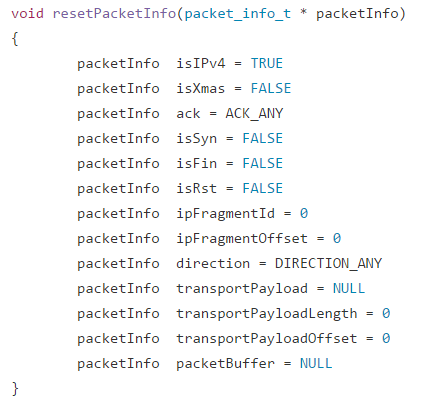 void resetPacketInfo(packet_info_t * packetInfo)
{
packetInfo isIPv4 = TRUE
packetInfo isXmas = FALSE
packetInfo ack = ACK_ANY
packetInfo isSyn = FALSE
packetInfo isFin = FALSE
packetInfo isRst = FALSE
packetInfo ipFragmentId = 0
packetInfo ipFragmentOffset = 0
packetInfo direction = DIRECTION_ANY
packetInfo transportPayload = NULL
packetInfo transportPayloadLength = 0
packetInfo transportPayloadOffset = 0
packetInfo packetBuffer = NULL
}